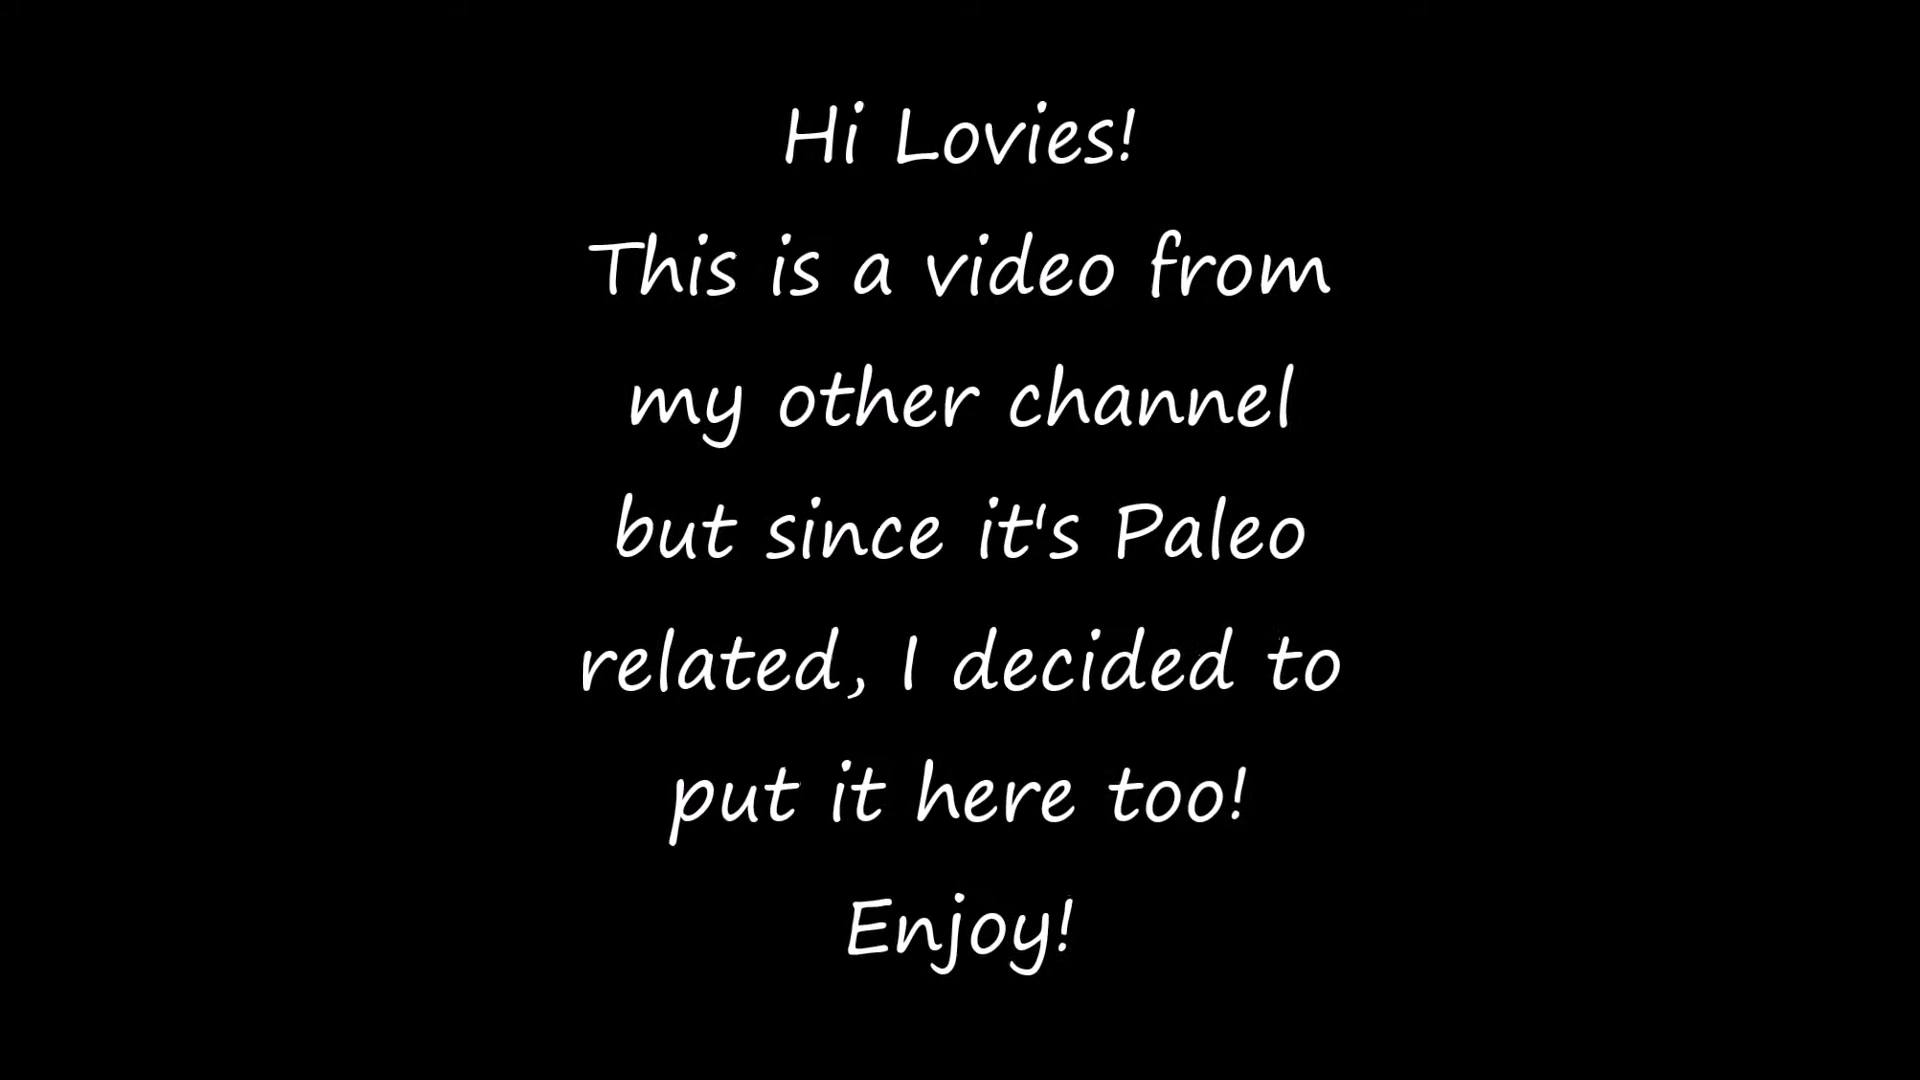 Hi Lovies!
This is a video from
my other channel
but since it's Paleo
related, I decided to
put it here too!
Enjoy!